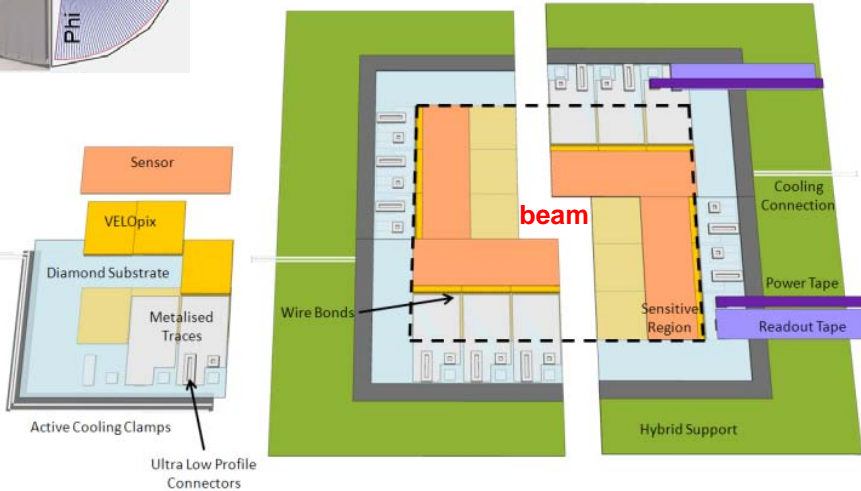 Phi
Sensor
VELOpix
Diamond Substrate
Metalised
Traces
Active Cooling Clamps
Ultra Low Profile
Connectors
beam
Wire Bonds
Sensitive
Region
Cooling
Connection
Power Tape
Readout Tape
Hybrid Support